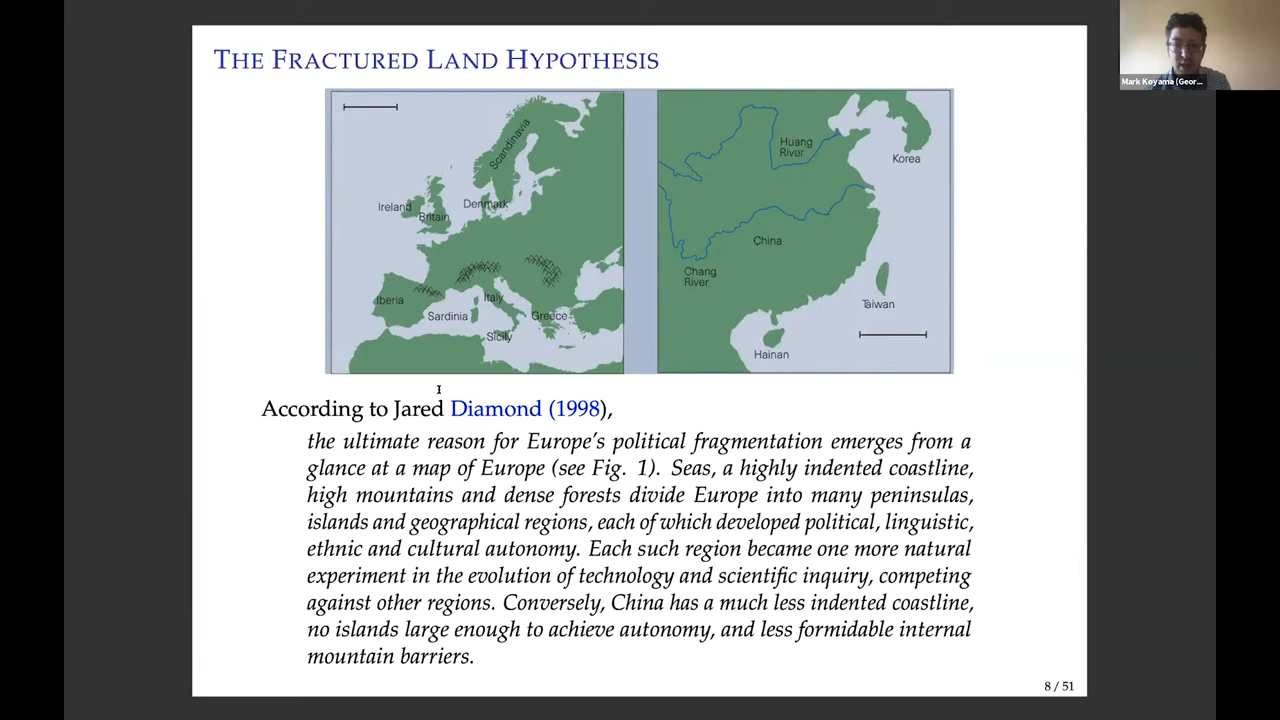 THE FRACTURED LAND HYPOTHESIS
Mark Koyama (Geor...
Scandinavia
Ireland
Britain
Denmark
Iberia
Italy
Sardinia
Greece
Sicily
Huang
River
Korea
China
Chang
River
Taiwan
Hainan
According to Jared Diamond (1998),
the ultimate reason for Europe's political fragmentation emerges from a
glance at a map of Europe (see Fig. 1). Seas, a highly indented coastline,
high mountains and dense forests divide Europe into many peninsulas,
islands and geographical regions, each of which developed political, linguistic,
ethnic and cultural autonomy. Each such region became one more natural
experiment in the evolution of technology and scientific inquiry, competing
against other regions. Conversely, China has a much less indented coastline,
no islands large enough to achieve autonomy, and less formidable internal
mountain barriers.
8 / 51